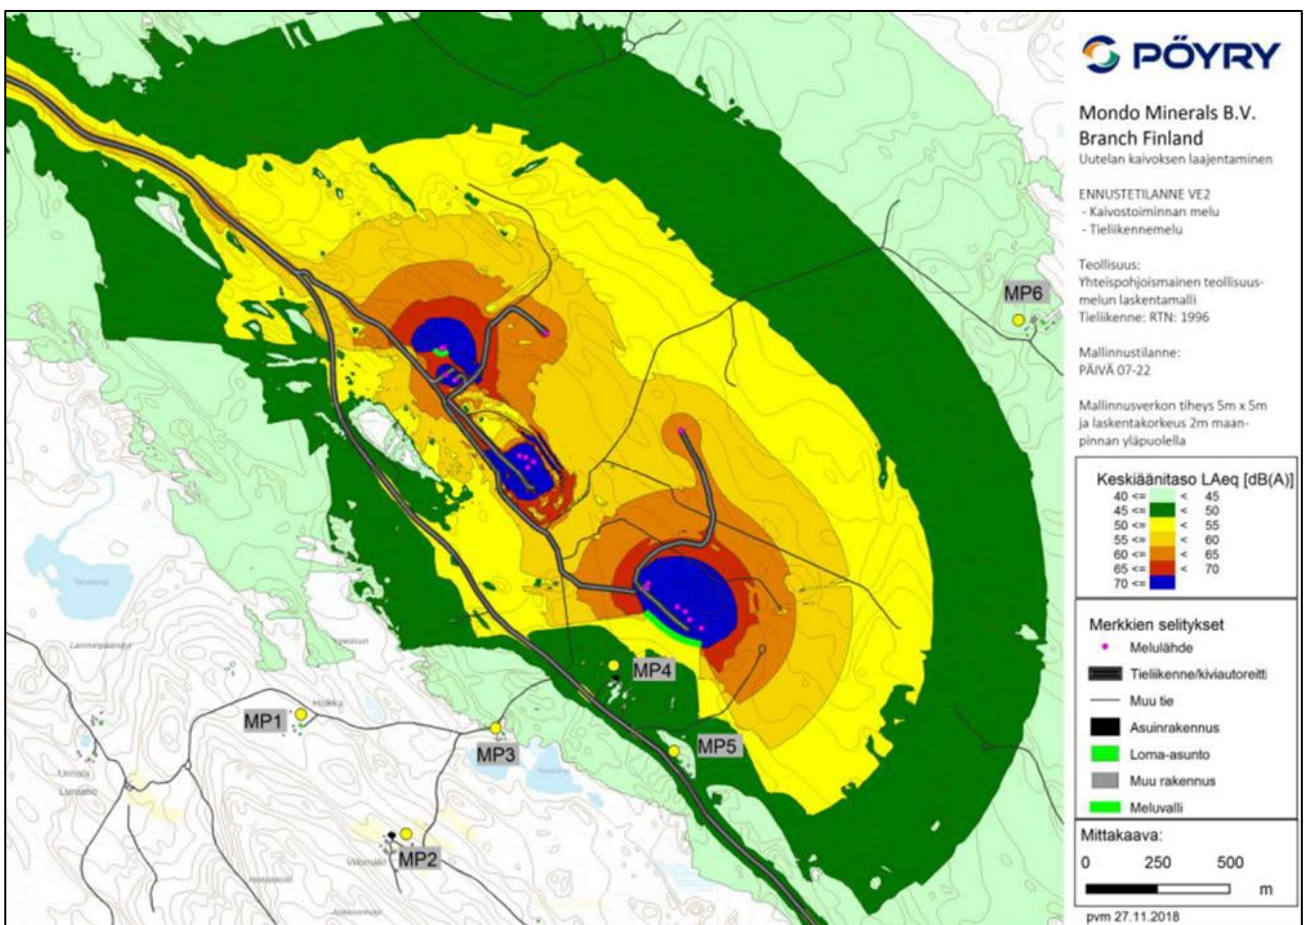 PÖYRY
Mondo Minerals B.V.
Branch Finland
Uutelan kaivoksen laajentaminen
ENNUSTETILANNE VE2
- Kaivostoiminnan melu
- Tieliikennemelu
Teollisuus:
Yhteispohjoismainen teollisuus-
melun laskentamalli
Tieliikenne: RTN: 1996
Mallinnustilanne:
PÄIVÄ 07-22
Mallinnusverkon tiheys 5m x 5m
ja laskentakorkeus 2m maan-
pinnan yläpuolella
Keskiäänitaso LAeq [dB(A)]
40 <= < 45
45 <= < 50
50 <= < 55
55 <= < 60
60 <= < 65
65 <= < 70
70 <=
Merkkien selitykset
Melulähde
Tieliikenne/kiviautoreitti
Muu tie
Asuinrakennus
Loma-asunto
Muu rakennus
Meluvalli
Mittakaava:
0 250 500
m
pvm 27.11.2018
MP6
MP4
MP1
MP5
MP3
MP2